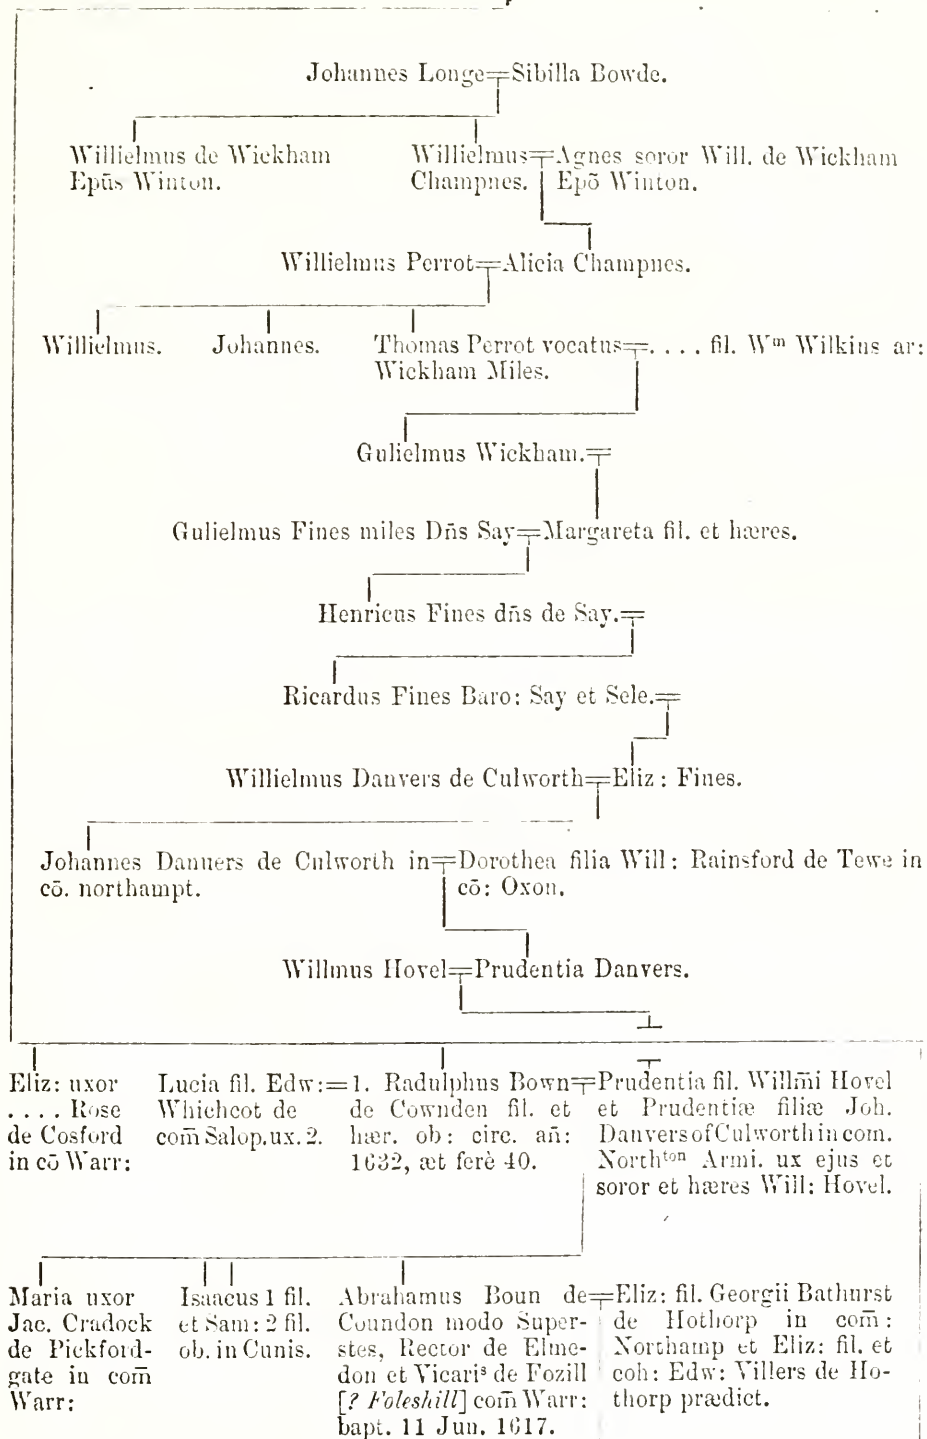 Johannes Longe=Sibilla Bowde.
Willielmus de Wickham
Epūs Winton.
Willielmus=Agnes soror Will. de Wickham
Champnes. Epō Winton.
Willielmus Perrot=Alicia Champnes.
Willielmus. Johannes. Thomas Perrot vocatus=. . . . fil. Wᵐ Wilkins ar:
Wickham Miles.
Gulielmus Wickham.=
Gulielmus Fines miles Dñs Say=Margareta fil. et hæres.
Henricus Fines dñs de Say.=
Ricardus Fines Baro: Say et Sele.=
Willielmus Danvers de Culworth=Eliz: Fines.
Johannes Danuers de Culworth in=Dorothea filia Will: Rainsford de Tewe in
cō. northampt. cō: Oxon.
Willmus Hovel=Prudentia Danvers.
Eliz: uxor
. . . . Rose
de Cosford
in cō Warr:
Lucia fil. Edw:=
Whichcot de
com̄ Salop. ux. 2.
1. Radulphus Bown=
de Cownden fil. et
hær. ob: circ. añ:
1632, æt ferè 40.
Prudentia fil. Willm̄i Hovel
et Prudentiæ filiæ Joh.
Danvers of Culworth in com.
Northᵗᵒⁿ Armi. ux ejus et
soror et hæres Will: Hovel.
Maria uxor
Jac. Cradock
de Pickford-
gate in com̄
Warr:
Isaacus 1 fil.
et Sam: 2 fil.
ob. in Cunis.
Abrahamus Boun de=
Coundon modo Super-
stes, Rector de Elme-
don et Vicariˢ de Fozill
[? Foleshill] com̄ Warr:
bapt. 11 Jun. 1617.
Eliz: fil. Georgii Bathurst
de Hothorp in com̄:
Northamp et Eliz: fil. et
coh: Edw: Villers de Ho-
thorp prædict.